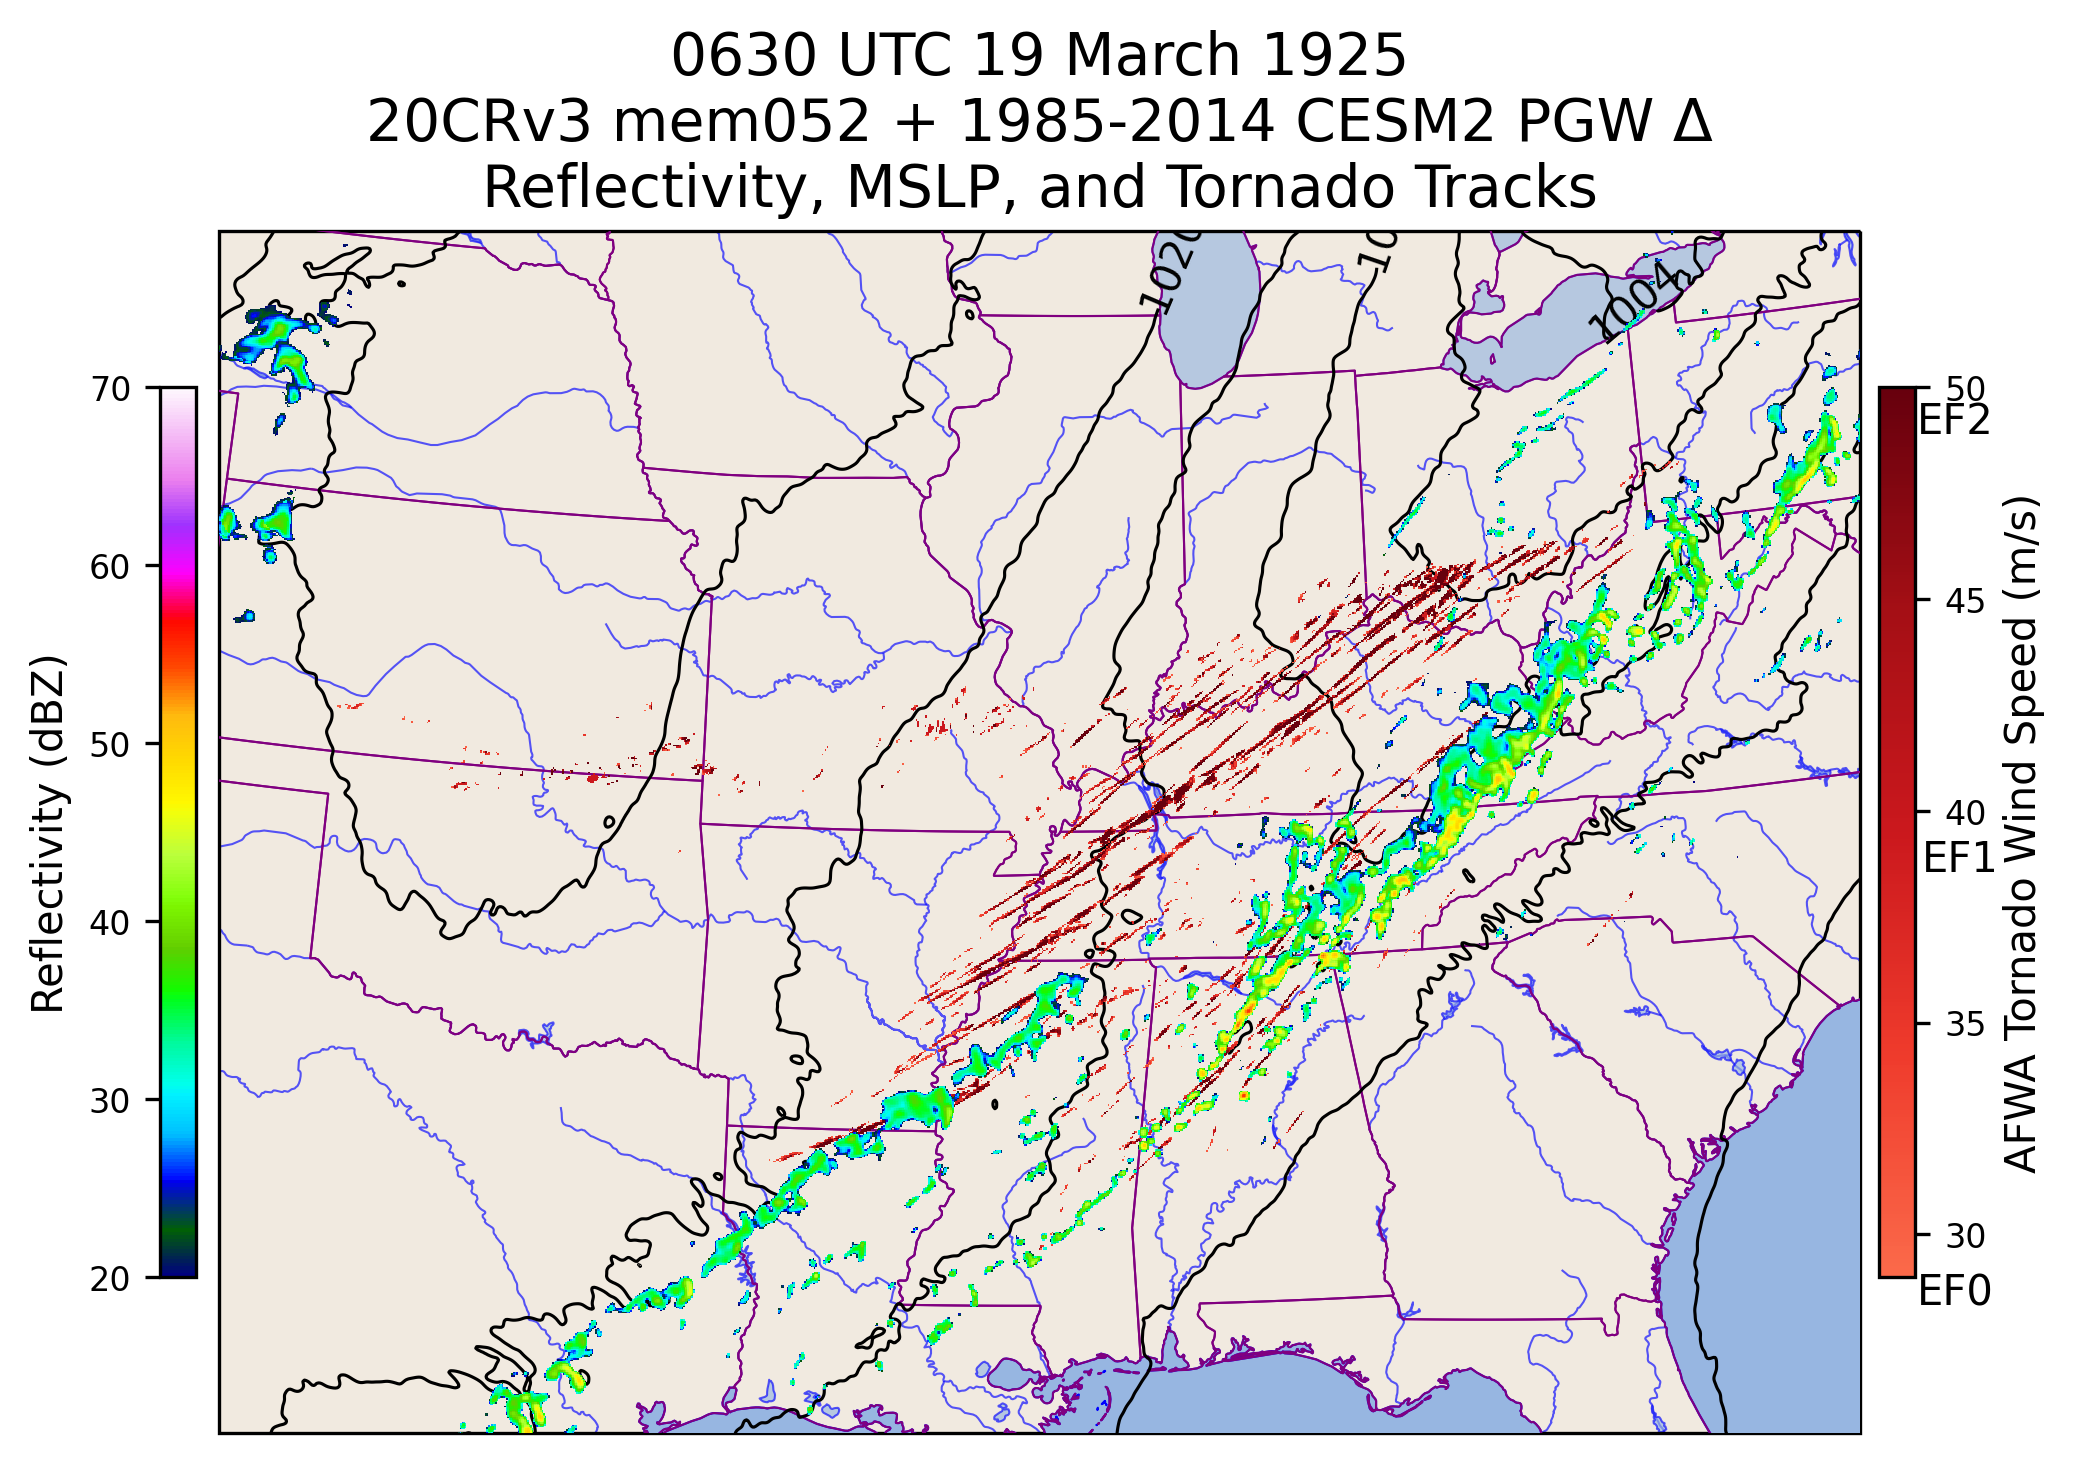 0630 UTC 19 March 1925
20CRv3 mem052 + 1985-2014 CESM2 PGW Δ
Reflectivity, MSLP, and Tornado Tracks
1020
10
1004
70
60
50
40
30
20
Reflectivity (dBZ)
50
EF2
45
40
EF1
35
30
EF0
AFWA Tornado Wind Speed (m/s)